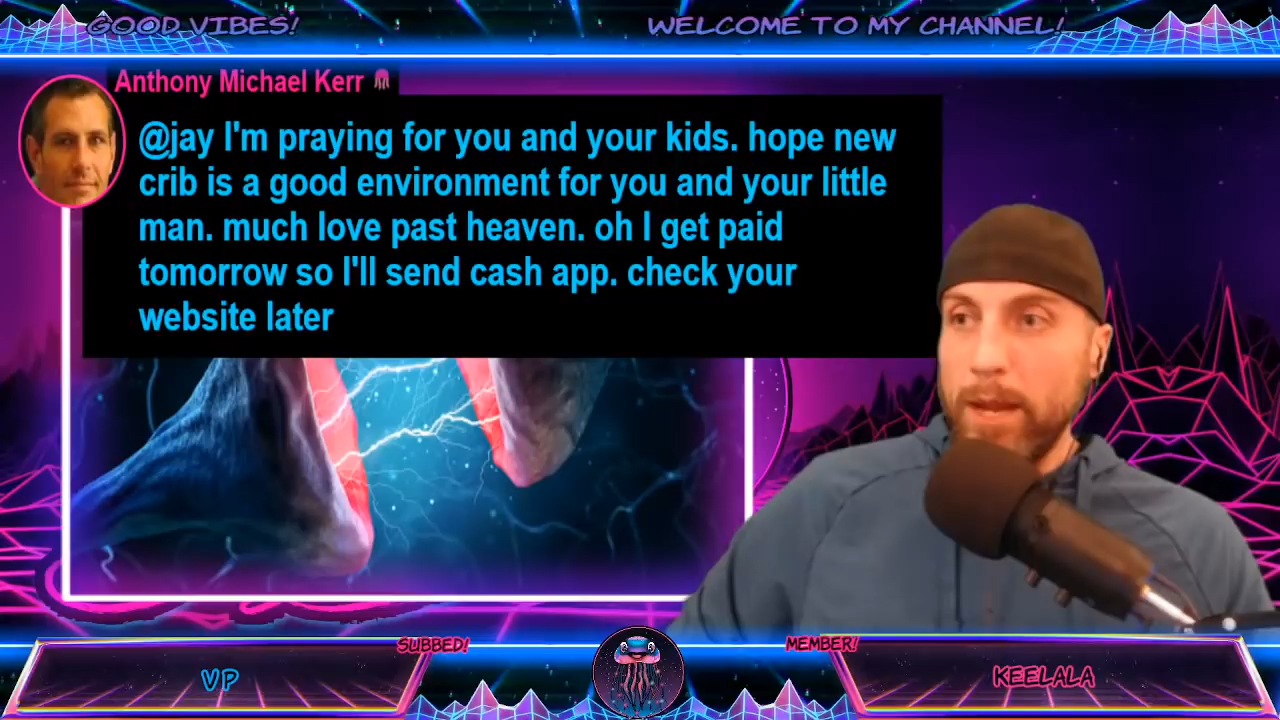 GOOD VIBES!
WELCOME TO MY CHANNEL!
Anthony Michael Kerr
@jay I'm praying for you and your kids. hope new
crib is a good environment for you and your little
man. much love past heaven. oh I get paid
tomorrow so I'll send cash app. check your
website later
SUBBED!
MEMBER!
VP
KEELALA